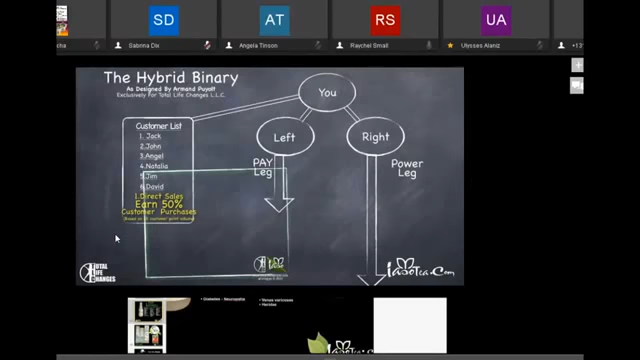 SD
AT
RS
UA
cha
Sabrina Dix
Angela Tinson
Raychel Small
Ulysses Alaniz
+131
The Hybrid Binary
As Designed By Armand Puyolt
Exclusively For Total Life Changes L.L.C.
You
Left
Right
Customer List
1. Jack
2. John
3. Angel
4. Natalia
5. Jim
6. David
1. Direct Sales
Earn 50%
Customer Purchases
PAY
Leg
Power
Leg
TOTAL
LIFE
CHANGES
IasoTea.Com
• Diabetes - Neuropatia
• Venas varicosas
• Heridas